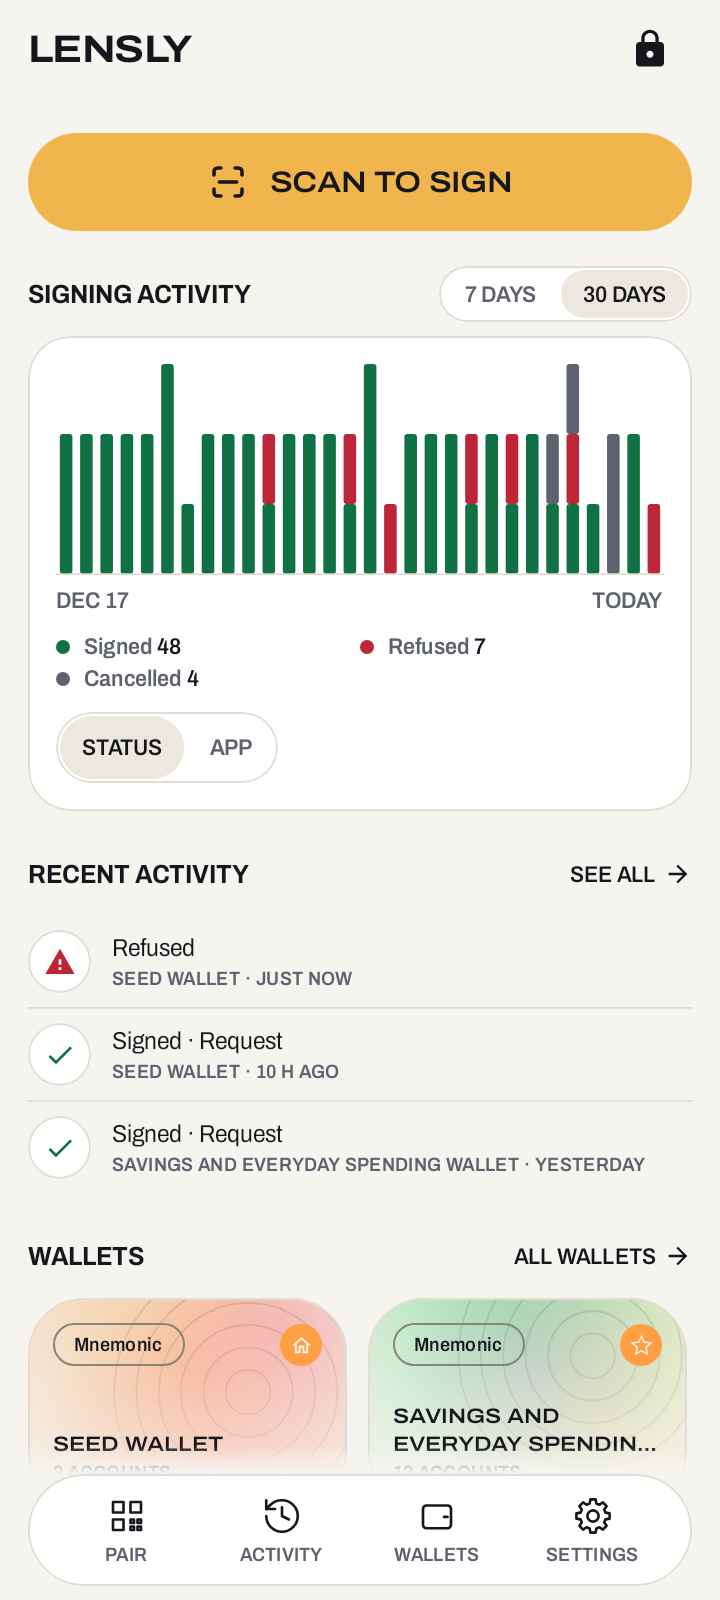 LENSLY
SCAN TO SIGN
SIGNING ACTIVITY
7 DAYS
30 DAYS
DEC 17
TODAY
Signed 48
Refused 7
Cancelled 4
STATUS
APP
RECENT ACTIVITY
SEE ALL
Refused
SEED WALLET · JUST NOW
Signed · Request
SEED WALLET · 10 H AGO
Signed · Request
SAVINGS AND EVERYDAY SPENDING WALLET · YESTERDAY
WALLETS
ALL WALLETS
Mnemonic
SEED WALLET
Mnemonic
SAVINGS AND
EVERYDAY SPENDIN...
PAIR
ACTIVITY
WALLETS
SETTINGS